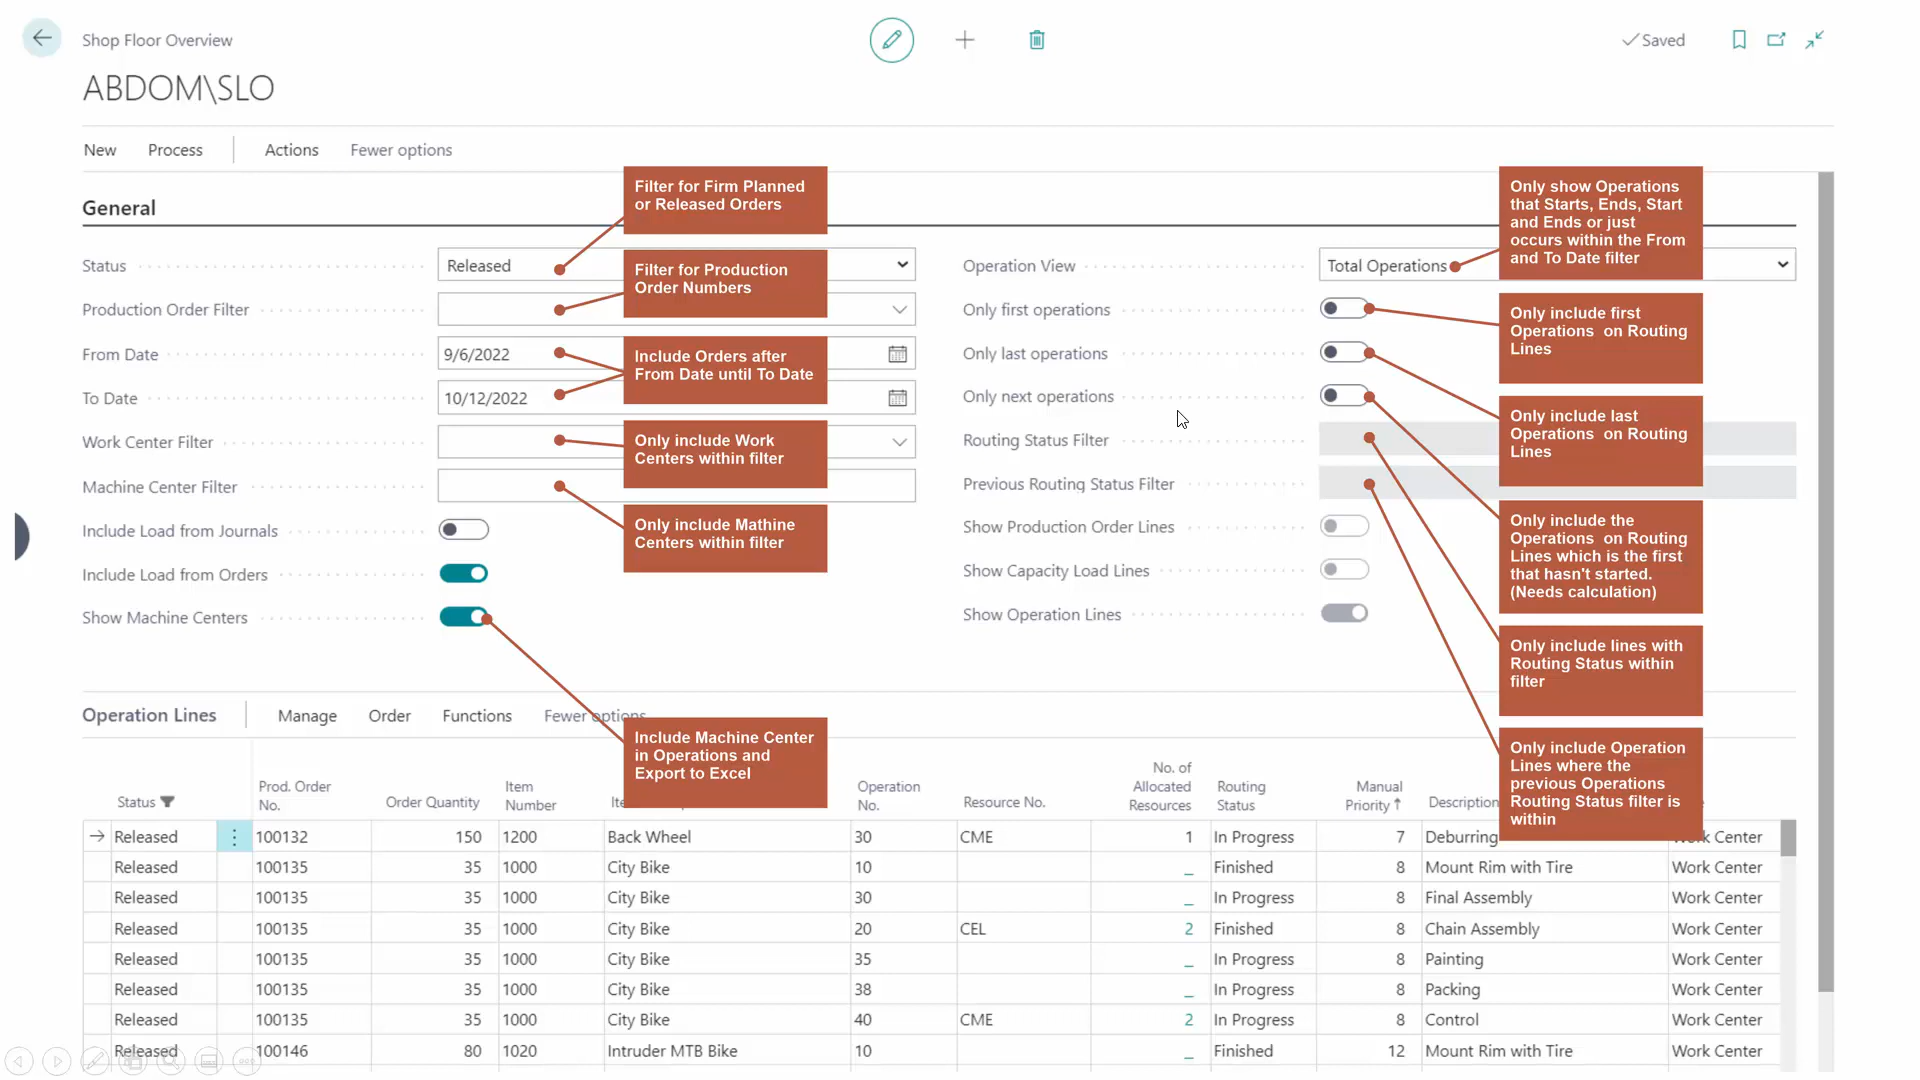 Shop Floor Overview
Saved
ABDOM\SLO
New Process Actions Fewer options
General
Status Released
Production Order Filter
From Date 9/6/2022
To Date 10/12/2022
Work Center Filter
Machine Center Filter
Include Load from Journals
Include Load from Orders
Show Machine Centers
Filter for Firm Planned
or Released Orders
Filter for Production
Order Numbers
Include Orders after
From Date until To Date
Only include Work
Centers within filter
Only include Mathine
Centers within filter
Include Machine Center
in Operations and
Export to Excel
Operation View Total Operations
Only first operations
Only last operations
Only next operations
Routing Status Filter
Previous Routing Status Filter
Show Production Order Lines
Show Capacity Load Lines
Show Operation Lines
Only show Operations
that Starts, Ends, Start
and Ends or just
occurs within the From
and To Date filter
Only include first
Operations on Routing
Lines
Only include last
Operations on Routing
Lines
Only include the
Operations on Routing
Lines which is the first
that hasn't started.
(Needs calculation)
Only include lines with
Routing Status within
filter
Only include Operation
Lines where the
previous Operations
Routing Status filter is
within
Operation Lines Manage Order Functions Fewer options
Status Prod. Order No. Order Quantity Item Number Operation No. Resource No. No. of Allocated Resources Routing Status Manual Priority Description
Released 100132 150 1200 Back Wheel 30 CME 1 In Progress 7 Deburring Work Center
Released 100135 35 1000 City Bike 10 _ Finished 8 Mount Rim with Tire Work Center
Released 100135 35 1000 City Bike 30 _ In Progress 8 Final Assembly Work Center
Released 100135 35 1000 City Bike 20 CEL 2 Finished 8 Chain Assembly Work Center
Released 100135 35 1000 City Bike 35 _ In Progress 8 Painting Work Center
Released 100135 35 1000 City Bike 38 _ In Progress 8 Packing Work Center
Released 100135 35 1000 City Bike 40 CME 2 In Progress 8 Control Work Center
Released 100146 80 1020 Intruder MTB Bike 10 _ Finished 12 Mount Rim with Tire Work Center